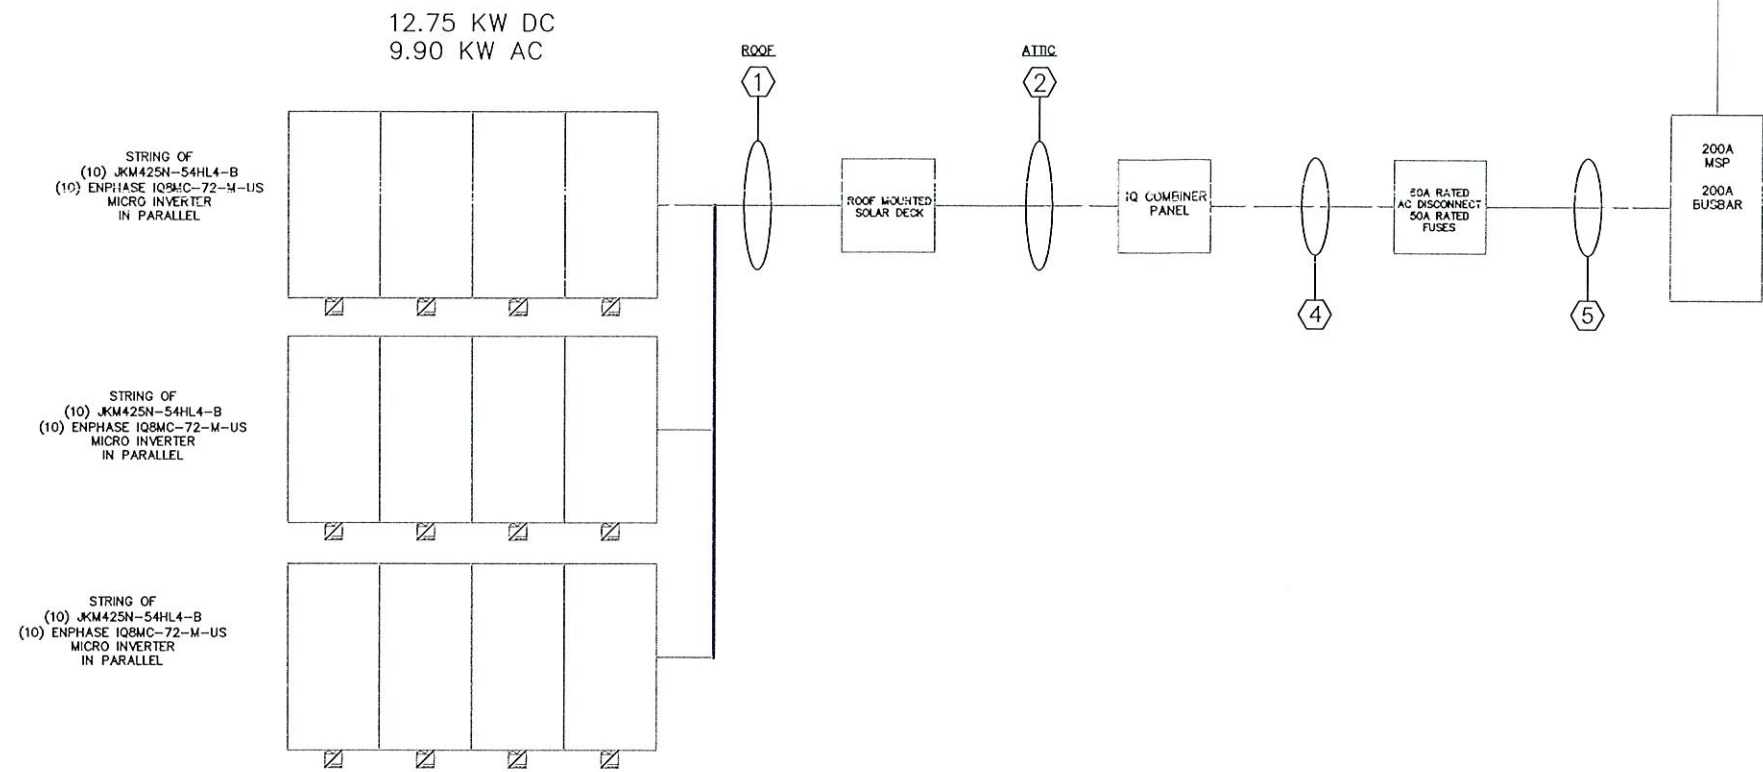 12.75 KW DC
9.90 KW AC
ROOF
1
ATTIC
2
STRING OF
(10) JKM425N-54HL4-B
(10) ENPHASE IQ8MC-72-M-US
MICRO INVERTER
IN PARALLEL
ROOF MOUNTED
SOLAR DECK
IQ COMBINER
PANEL
60A RATED
AC DISCONNECT
50A RATED
FUSES
200A
MSP
200A
BUSBAR
4
5
STRING OF
(10) JKM425N-54HL4-B
(10) ENPHASE IQ8MC-72-M-US
MICRO INVERTER
IN PARALLEL
STRING OF
(10) JKM425N-54HL4-B
(10) ENPHASE IQ8MC-72-M-US
MICRO INVERTER
IN PARALLEL